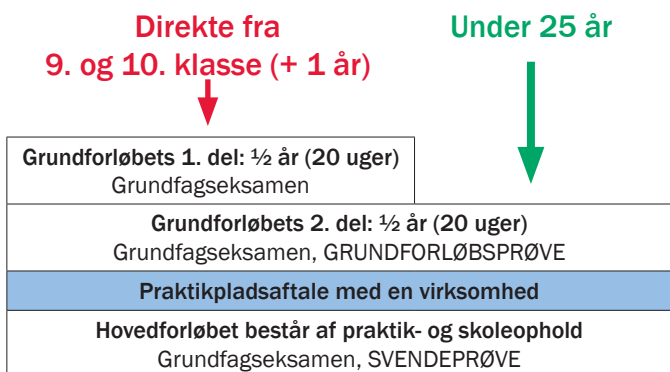 Direkte fra
9. og 10. klasse (+ 1 år)
Under 25 år
Grundforløbets 1. del: ½ år (20 uger)
Grundfagseksamen
Grundforløbets 2. del: ½ år (20 uger)
Grundfagseksamen, GRUNDFORLØBSPRØVE
Praktikpladsaftale med en virksomhed
Hovedforløbet består af praktik- og skoleophold
Grundfagseksamen, SVENDEPRØVE